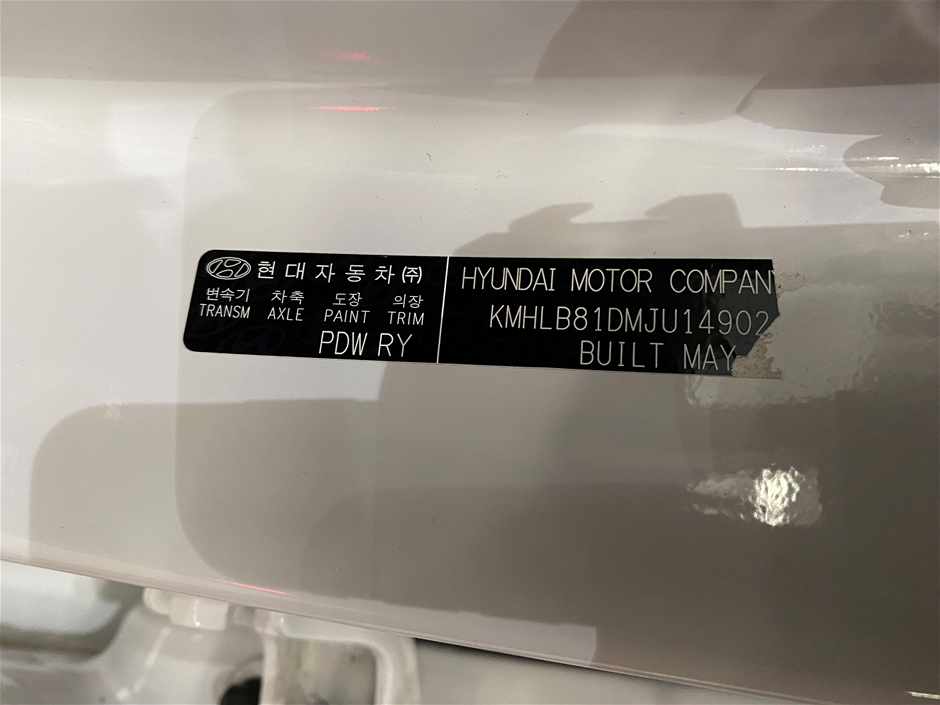 현대자동차㈜
변속기 차축 도장 의장
TRANSM AXLE PAINT TRIM
PDW RY
HYUNDAI MOTOR COMPAN
KMHLB81DMJU14902
BUILT MAY